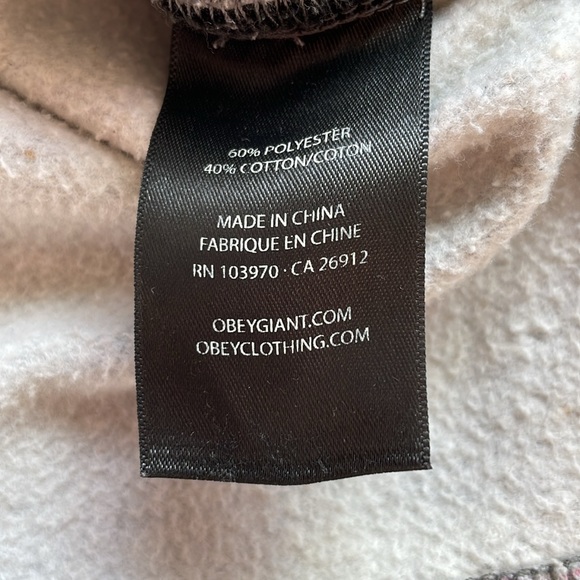 60% POLYESTER
40% COTTON/COTON
MADE IN CHINA
FABRIQUE EN CHINE
RN 103970 · CA 26912
OBEYGIANT.COM
OBEYCLOTHING.COM